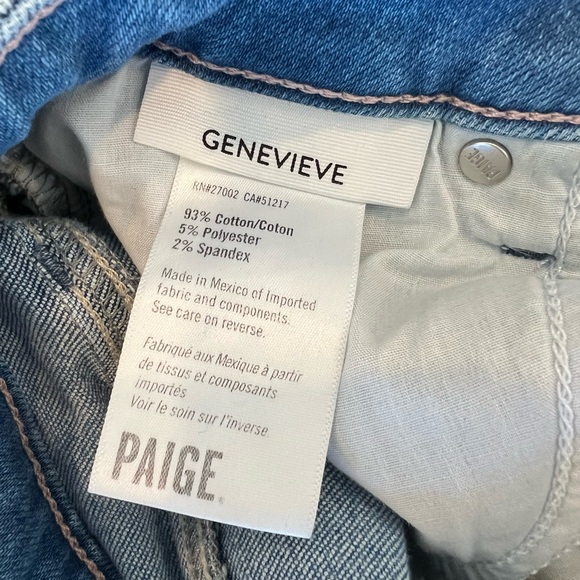 GENEVIEVE
RN#27002 CA#51217
93% Cotton/Coton
5% Polyester
2% Spandex
Made in Mexico of Imported
fabric and components.
See care on reverse.
Fabriqué aux Mexique à partir
de tissus et composants
importés
Voir le soin sur l'inverse.
PAIGE®
PAIGE